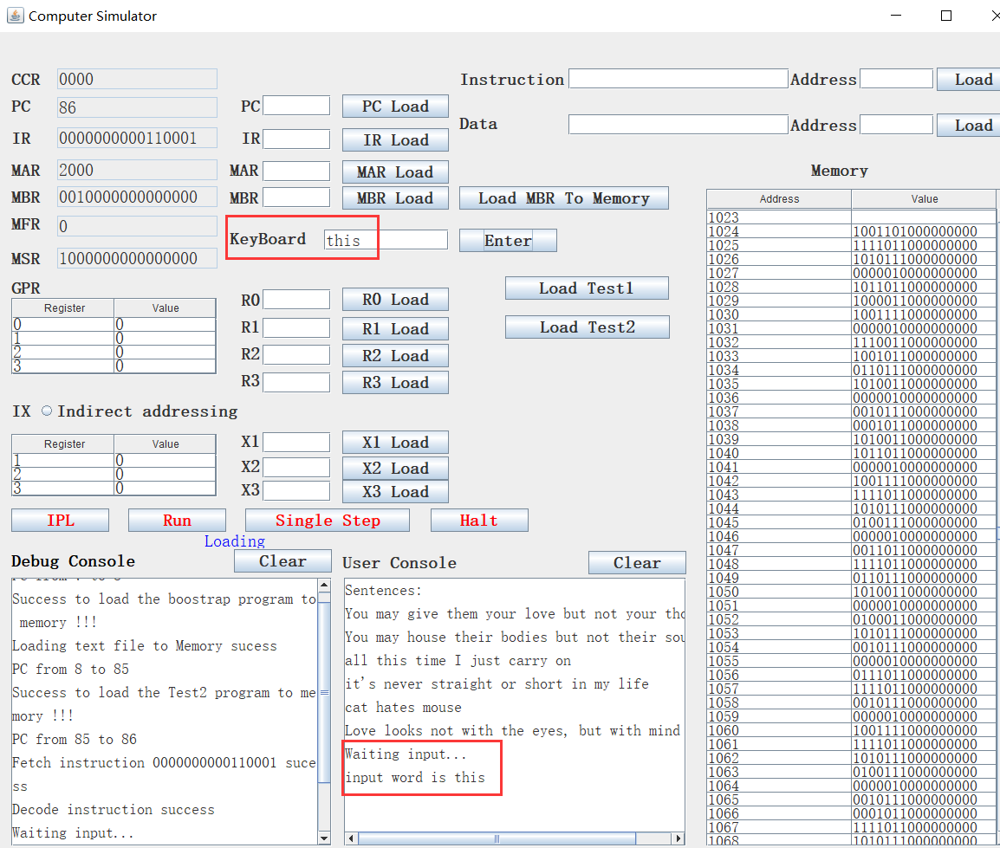 Computer Simulator
CCR 0000
Instruction Address Load
PC 86 PC PC Load
Data Address Load
IR 0000000000110001 IR IR Load
MAR 2000 MAR MAR Load
MBR 0010000000000000 MBR MBR Load Load MBR To Memory
MFR 0
KeyBoard this Enter
MSR 1000000000000000
GPR
Register Value
0 0
1 0
2 0
3 0
R0 R0 Load
R1 R1 Load
R2 R2 Load
R3 R3 Load
Load Test1
Load Test2
IX Indirect addressing
Register Value
1 0
2 0
3 0
X1 X1 Load
X2 X2 Load
X3 X3 Load
IPL Run Single Step Halt
Loading
Debug Console Clear
Success to load the boostrap program to
memory !!!
Loading text file to Memory sucess
PC from 8 to 85
Success to load the Test2 program to me
mory !!!
PC from 85 to 86
Fetch instruction 0000000000110001 suce
ss
Decode instruction success
Waiting input...
User Console Clear
Sentences:
You may give them your love but not your tho
You may house their bodies but not their sou
all this time I just carry on
it's never straight or short in my life
cat hates mouse
Love looks not with the eyes, but with mind
Waiting input...
input word is this
Memory
Address Value
1023
1024 1001101000000000
1025 1111011000000000
1026 1010111000000000
1027 0000010000000000
1028 1011011000000000
1029 1000011000000000
1030 1001111000000000
1031 0000010000000000
1032 1110011000000000
1033 1001011000000000
1034 0110111000000000
1035 1010011000000000
1036 0000010000000000
1037 0010111000000000
1038 0001011000000000
1039 1010011000000000
1040 1011011000000000
1041 0000010000000000
1042 1001111000000000
1043 1111011000000000
1044 1010111000000000
1045 0100111000000000
1046 0000010000000000
1047 0011011000000000
1048 1111011000000000
1049 0110111000000000
1050 1010011000000000
1051 0000010000000000
1052 0100011000000000
1053 1010111000000000
1054 0010111000000000
1055 0000010000000000
1056 0111011000000000
1057 1111011000000000
1058 0010111000000000
1059 0000010000000000
1060 1001111000000000
1061 1111011000000000
1062 1010111000000000
1063 0100111000000000
1064 0000010000000000
1065 0010111000000000
1066 0001011000000000
1067 1111011000000000
1068 1010111000000000